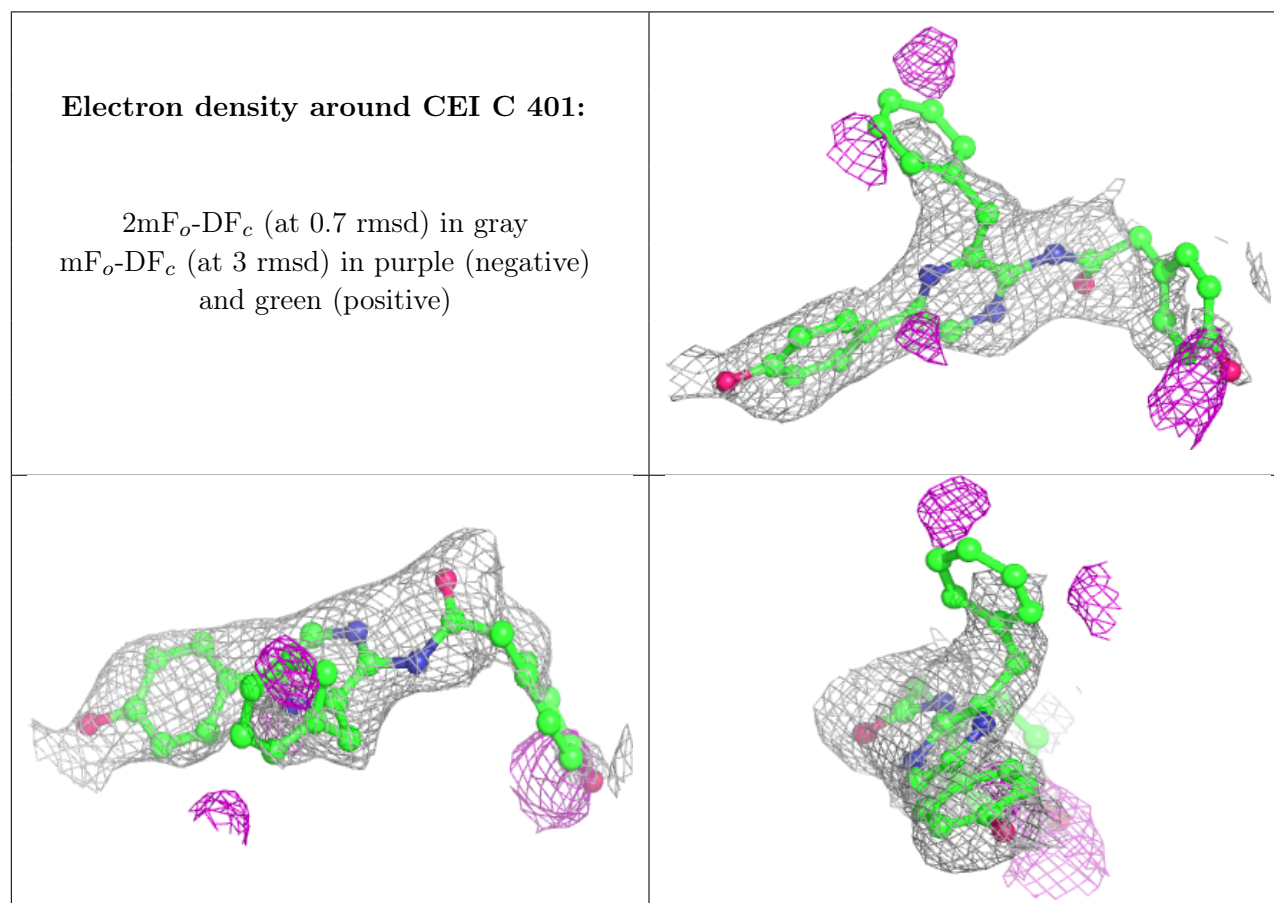 Electron density around CEI C 401:
2mFo-DFc (at 0.7 rmsd) in gray
mFo-DFc (at 3 rmsd) in purple (negative)
and green (positive)